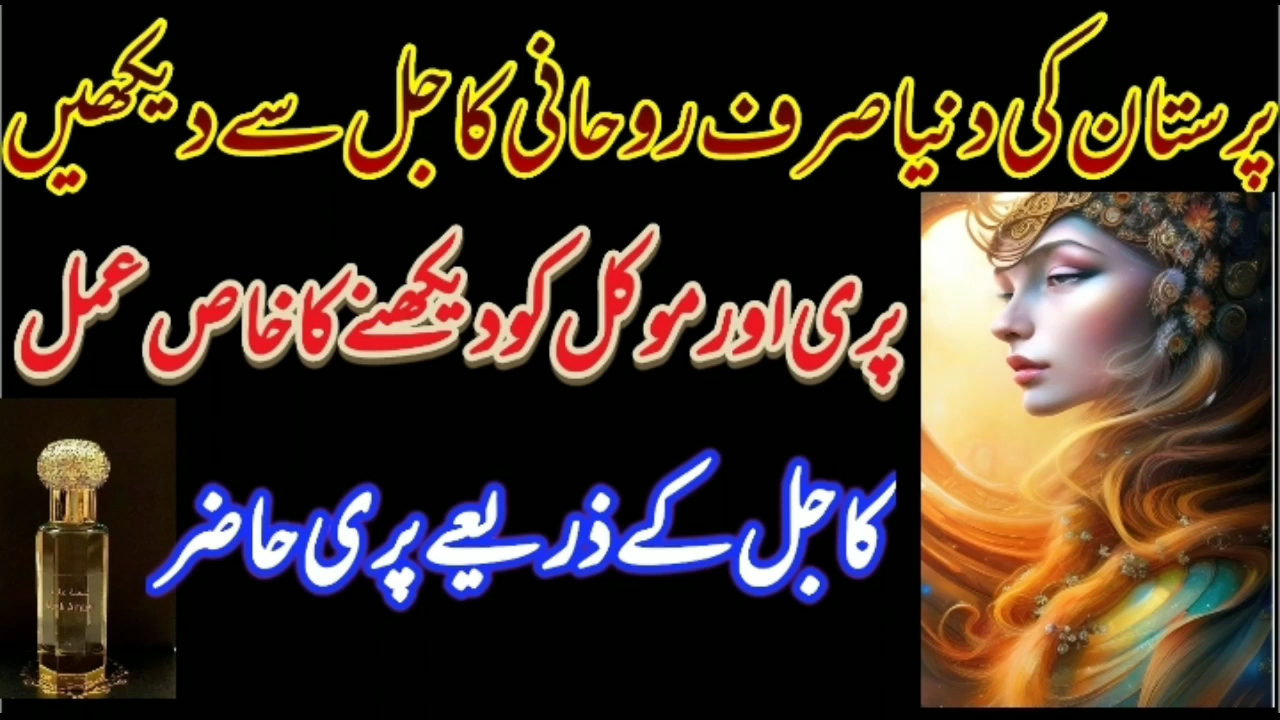 پرستان کی دنیا صرف روحانی کاجل سے دیکھیں
پری اور موکل کو دیکھنے کا خاص عمل
کاجل کے ذریعے پری حاضر